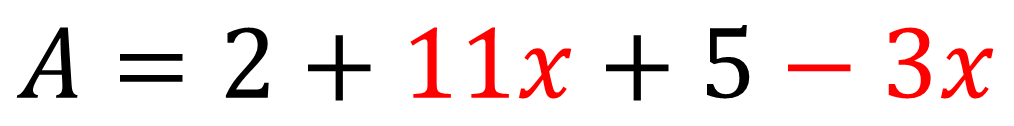 A = 2 + 11x + 5 − 3x